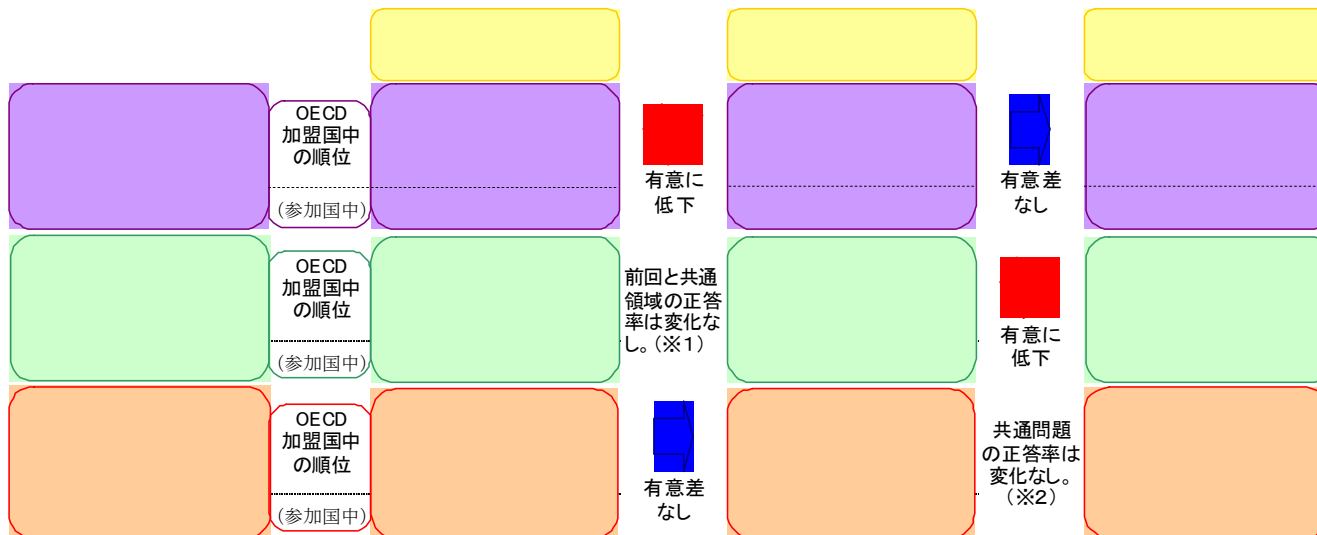 OECD
加盟国中
の順位
(参加国中)
有意に
低下
有意差
なし
OECD
加盟国中
の順位
(参加国中)
前回と共通
領域の正答
率は変化な
し。(※1)
有意に
低下
OECD
加盟国中
の順位
(参加国中)
有意差
なし
共通問題
の正答率は
変化なし。
(※2)